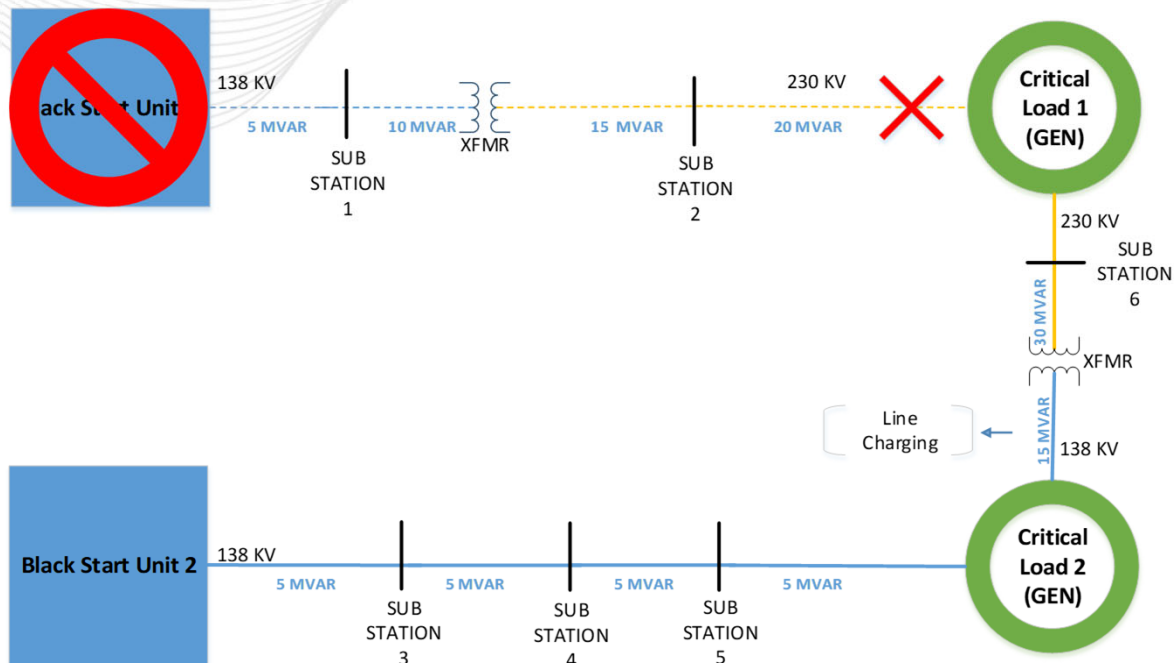 138 KV
ack St
Unit
5 MVAR
10 MVAR
XFMR
SUB
STATION
1
15 MVAR
230 KV
20 MVAR
SUB
STATION
2
Critical
Load 1
(GEN)
230 KV
SUB
STATION
6
30 MVAR
XFMR
Line
Charging
15 MVAR
138 KV
Black Start Unit 2
138 KV
5 MVAR
5 MVAR
5 MVAR
5 MVAR
SUB
STATION
3
SUB
STATION
4
SUB
STATION
5
Critical
Load 2
(GEN)